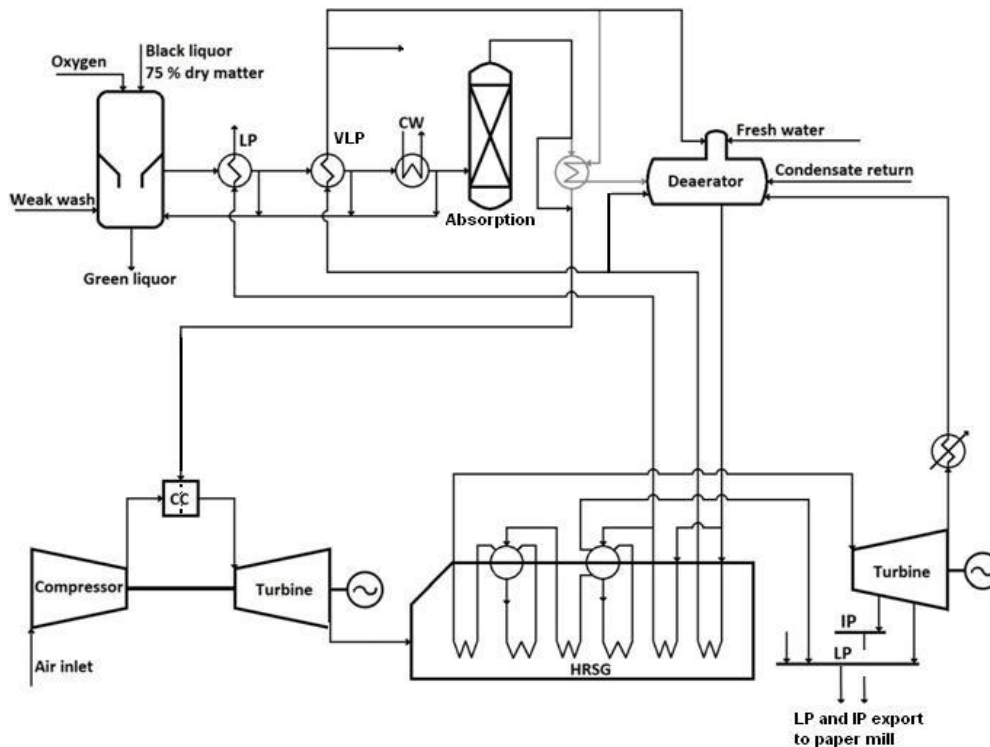 Oxygen
Black liquor
75 % dry matter
LP
VLP
CW
Fresh water
Deaerator
Condensate return
Weak wash
Absorption
Green liquor
CC
Compressor
Turbine
Turbine
IP
LP
HRSG
Air inlet
LP and IP export
to paper mill